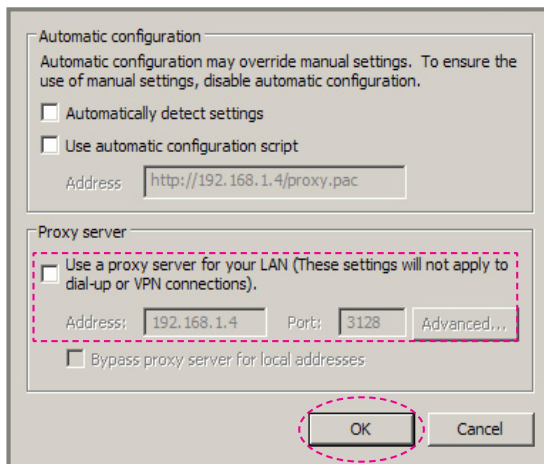 Automatic configuration
Automatic configuration may override manual settings. To ensure the
use of manual settings, disable automatic configuration.
Automatically detect settings
Use automatic configuration script
Address http://192.168.1.4/proxy.pac
Proxy server
Use a proxy server for your LAN (These settings will not apply to
dial-up or VPN connections).
Address: 192.168.1.4 Port: 3128 Advanced...
Bypass proxy server for local addresses
OK Cancel